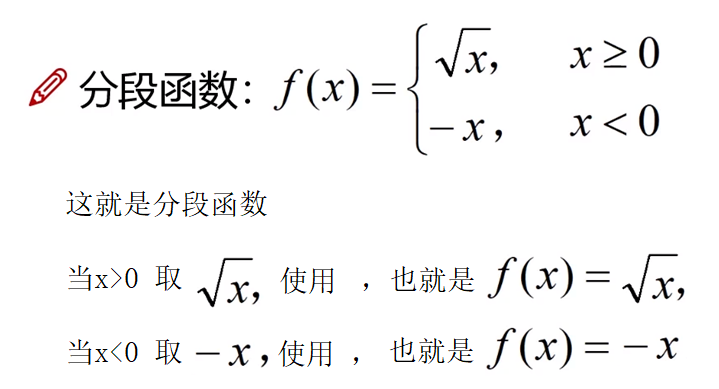 分段函数：f(x) = { √x, x ≥ 0
−x, x < 0
这就是分段函数
当x>0 取 √x, 使用 ，也就是 f(x) = √x,
当x<0 取 −x , 使用 ， 也就是 f(x) = −x